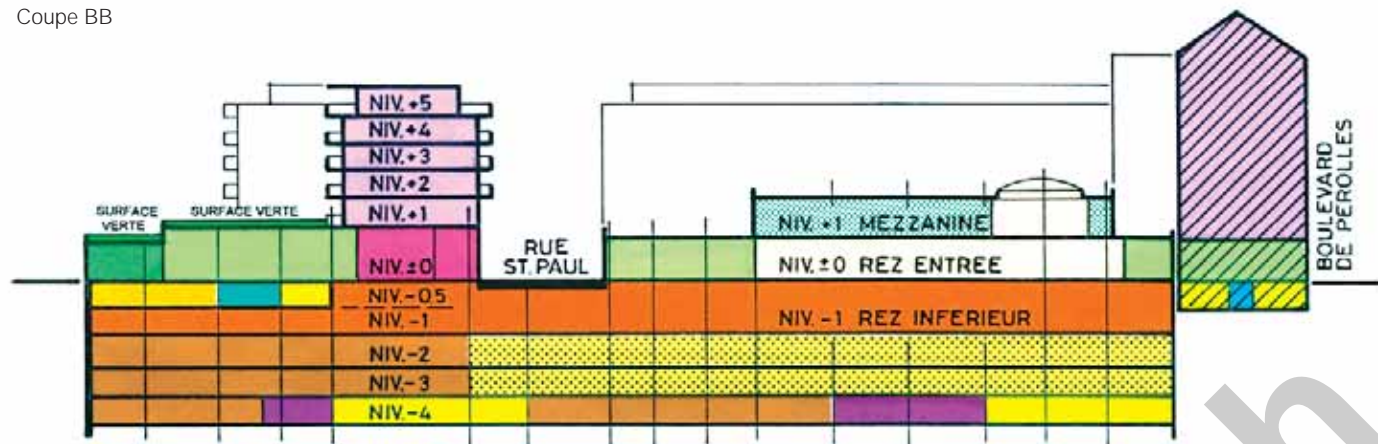 Coupe BB
NIV.+5
NIV.+4
NIV.+3
NIV.+2
NIV.+1
SURFACE
VERTE
SURFACE VERTE
NIV.±0
RUE
ST. PAUL
NIV. +1 MEZZANINE
NIV. ±0 REZ ENTREE
BOULEVARD
DE PEROLLES
NIV.-0,5
NIV.-1
NIV. -1 REZ INFERIEUR
NIV.-2
NIV.-3
NIV.-4